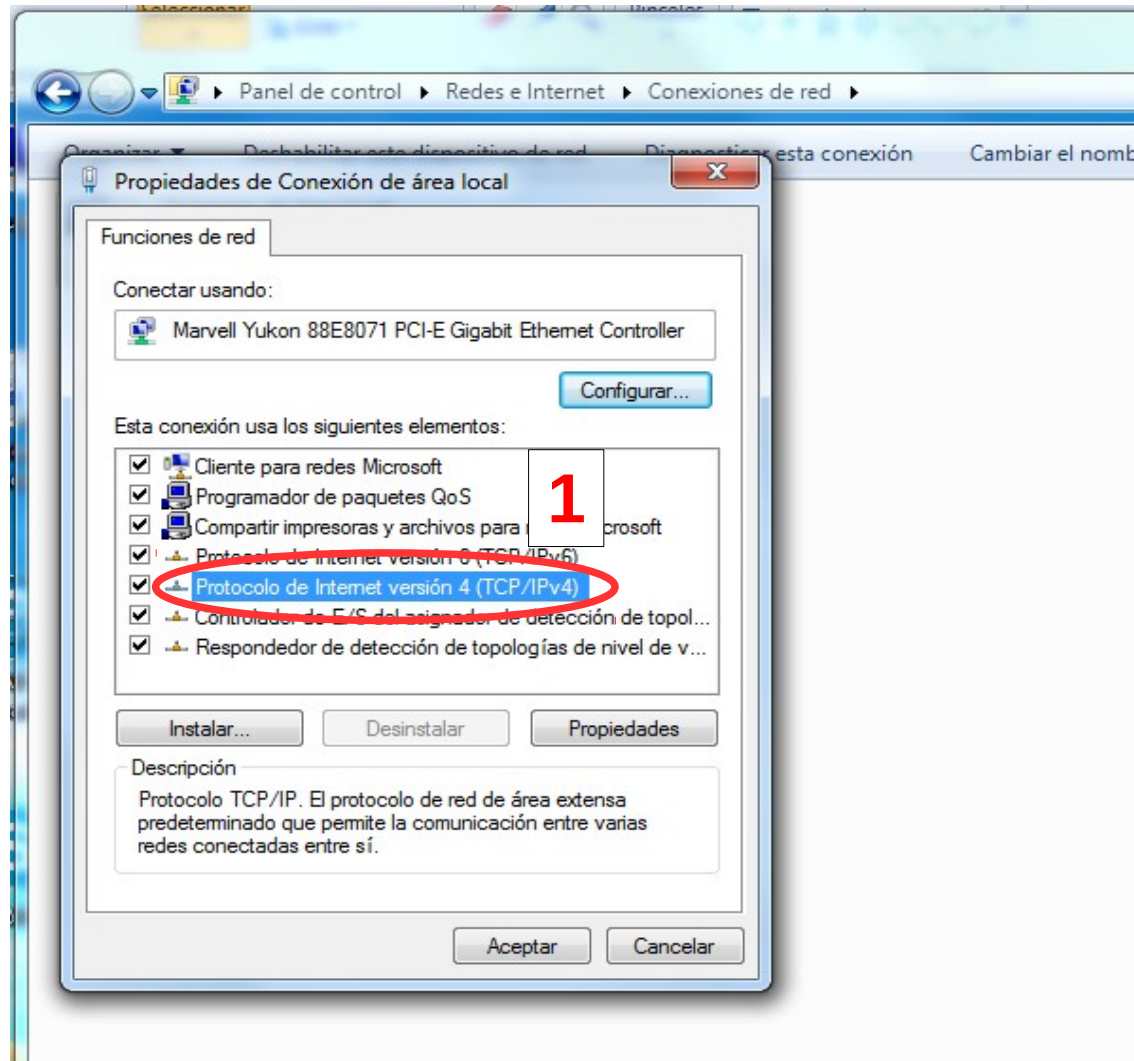 Seleccionar
Pinceles
Panel de control Redes e Internet Conexiones de red
Organizar Deshabilitar este dispositivo de red Diagnosticar esta conexión Cambiar el nomb
Propiedades de Conexión de área local
Funciones de red
Conectar usando:
Marvell Yukon 88E8071 PCI-E Gigabit Ethernet Controller
Configurar...
Esta conexión usa los siguientes elementos:
Cliente para redes Microsoft
Programador de paquetes QoS
1
Compartir impresoras y archivos para crosoft
Protocolo de Internet versión 6 (TCP/IPv6)
Protocolo de Internet versión 4 (TCP/IPv4)
Controlador de E/S del asignador de detección de topol...
Respondedor de detección de topologías de nivel de v...
Instalar... Desinstalar Propiedades
Descripción
Protocolo TCP/IP. El protocolo de red de área extensa
predeterminado que permite la comunicación entre varias
redes conectadas entre sí.
Aceptar Cancelar